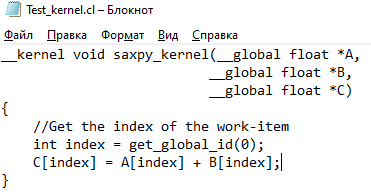 Test_kernel.cl – Блокнот
Файл Правка Формат Вид Справка
__kernel void saxpy_kernel(__global float *A,
                           __global float *B,
                           __global float *C)
{
    //Get the index of the work-item
    int index = get_global_id(0);
    C[index] = A[index] + B[index];
}